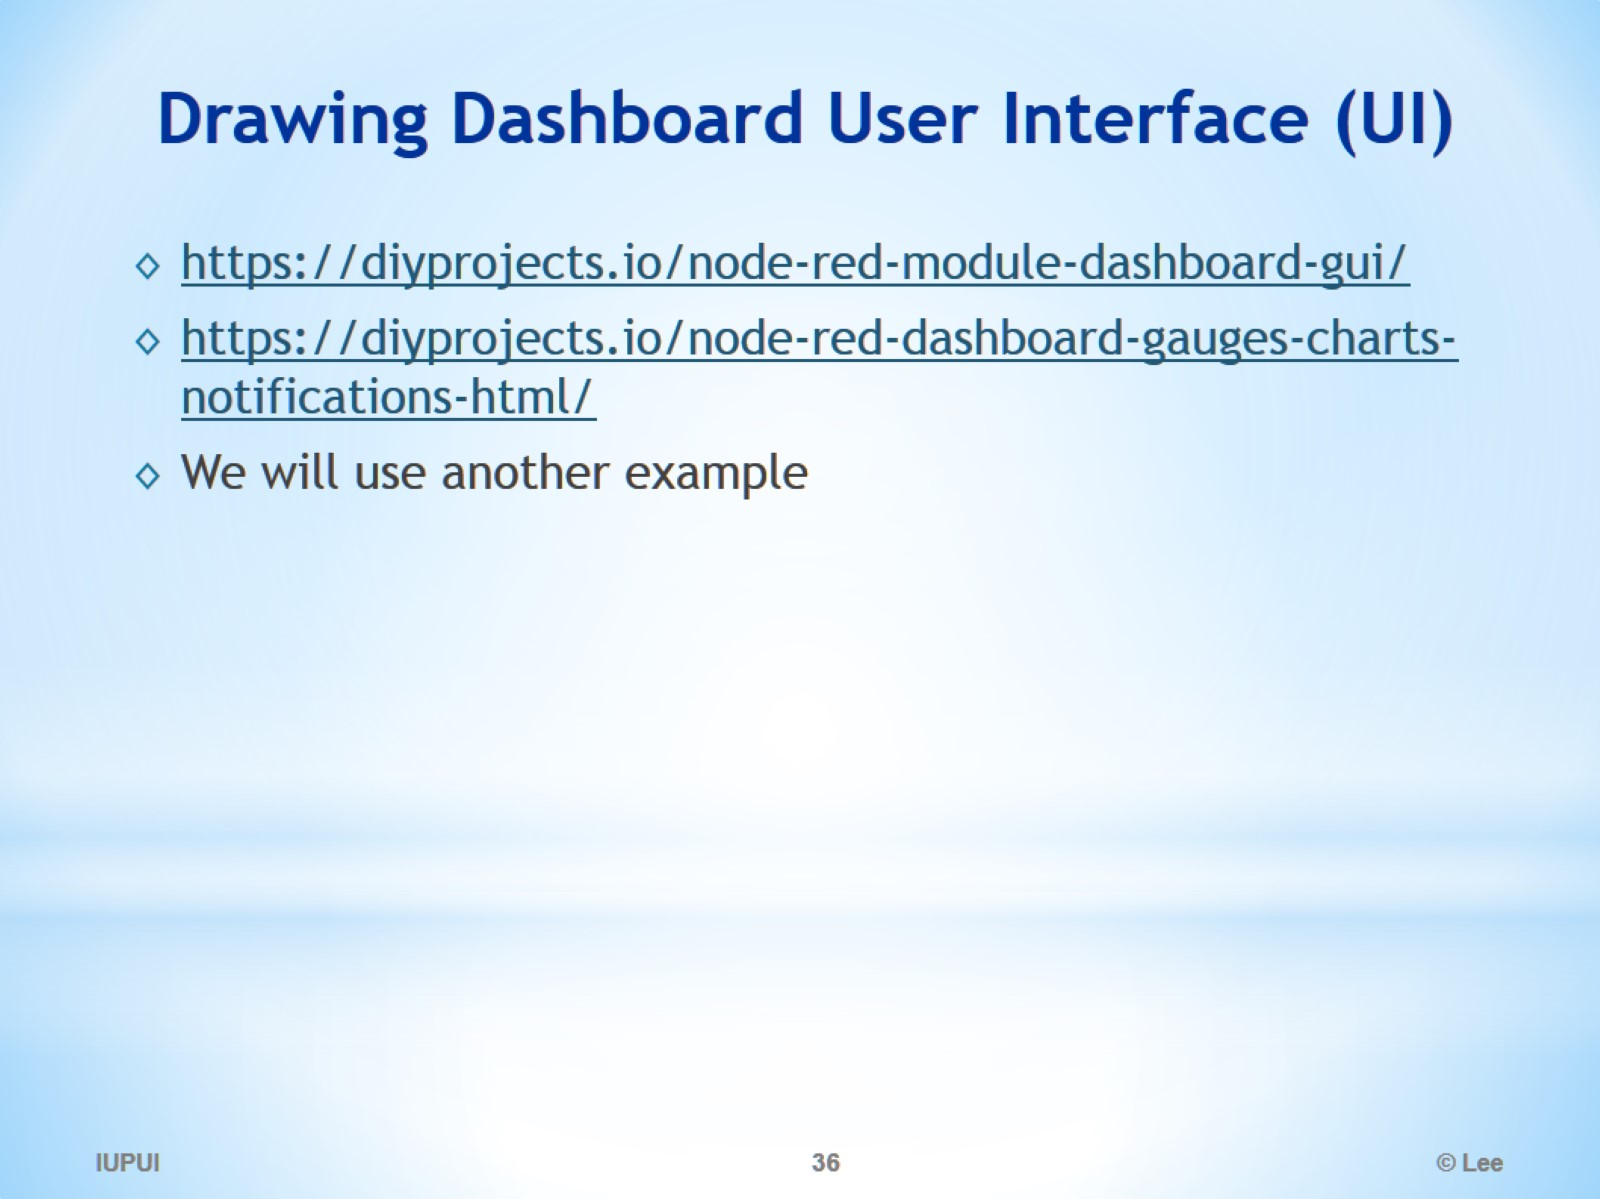 Drawing Dashboard User Interface (UI)
◇ https://diyprojects.io/node-red-module-dashboard-gui/
◇ https://diyprojects.io/node-red-dashboard-gauges-charts-
notifications-html/
◇ We will use another example
IUPUI 36 © Lee